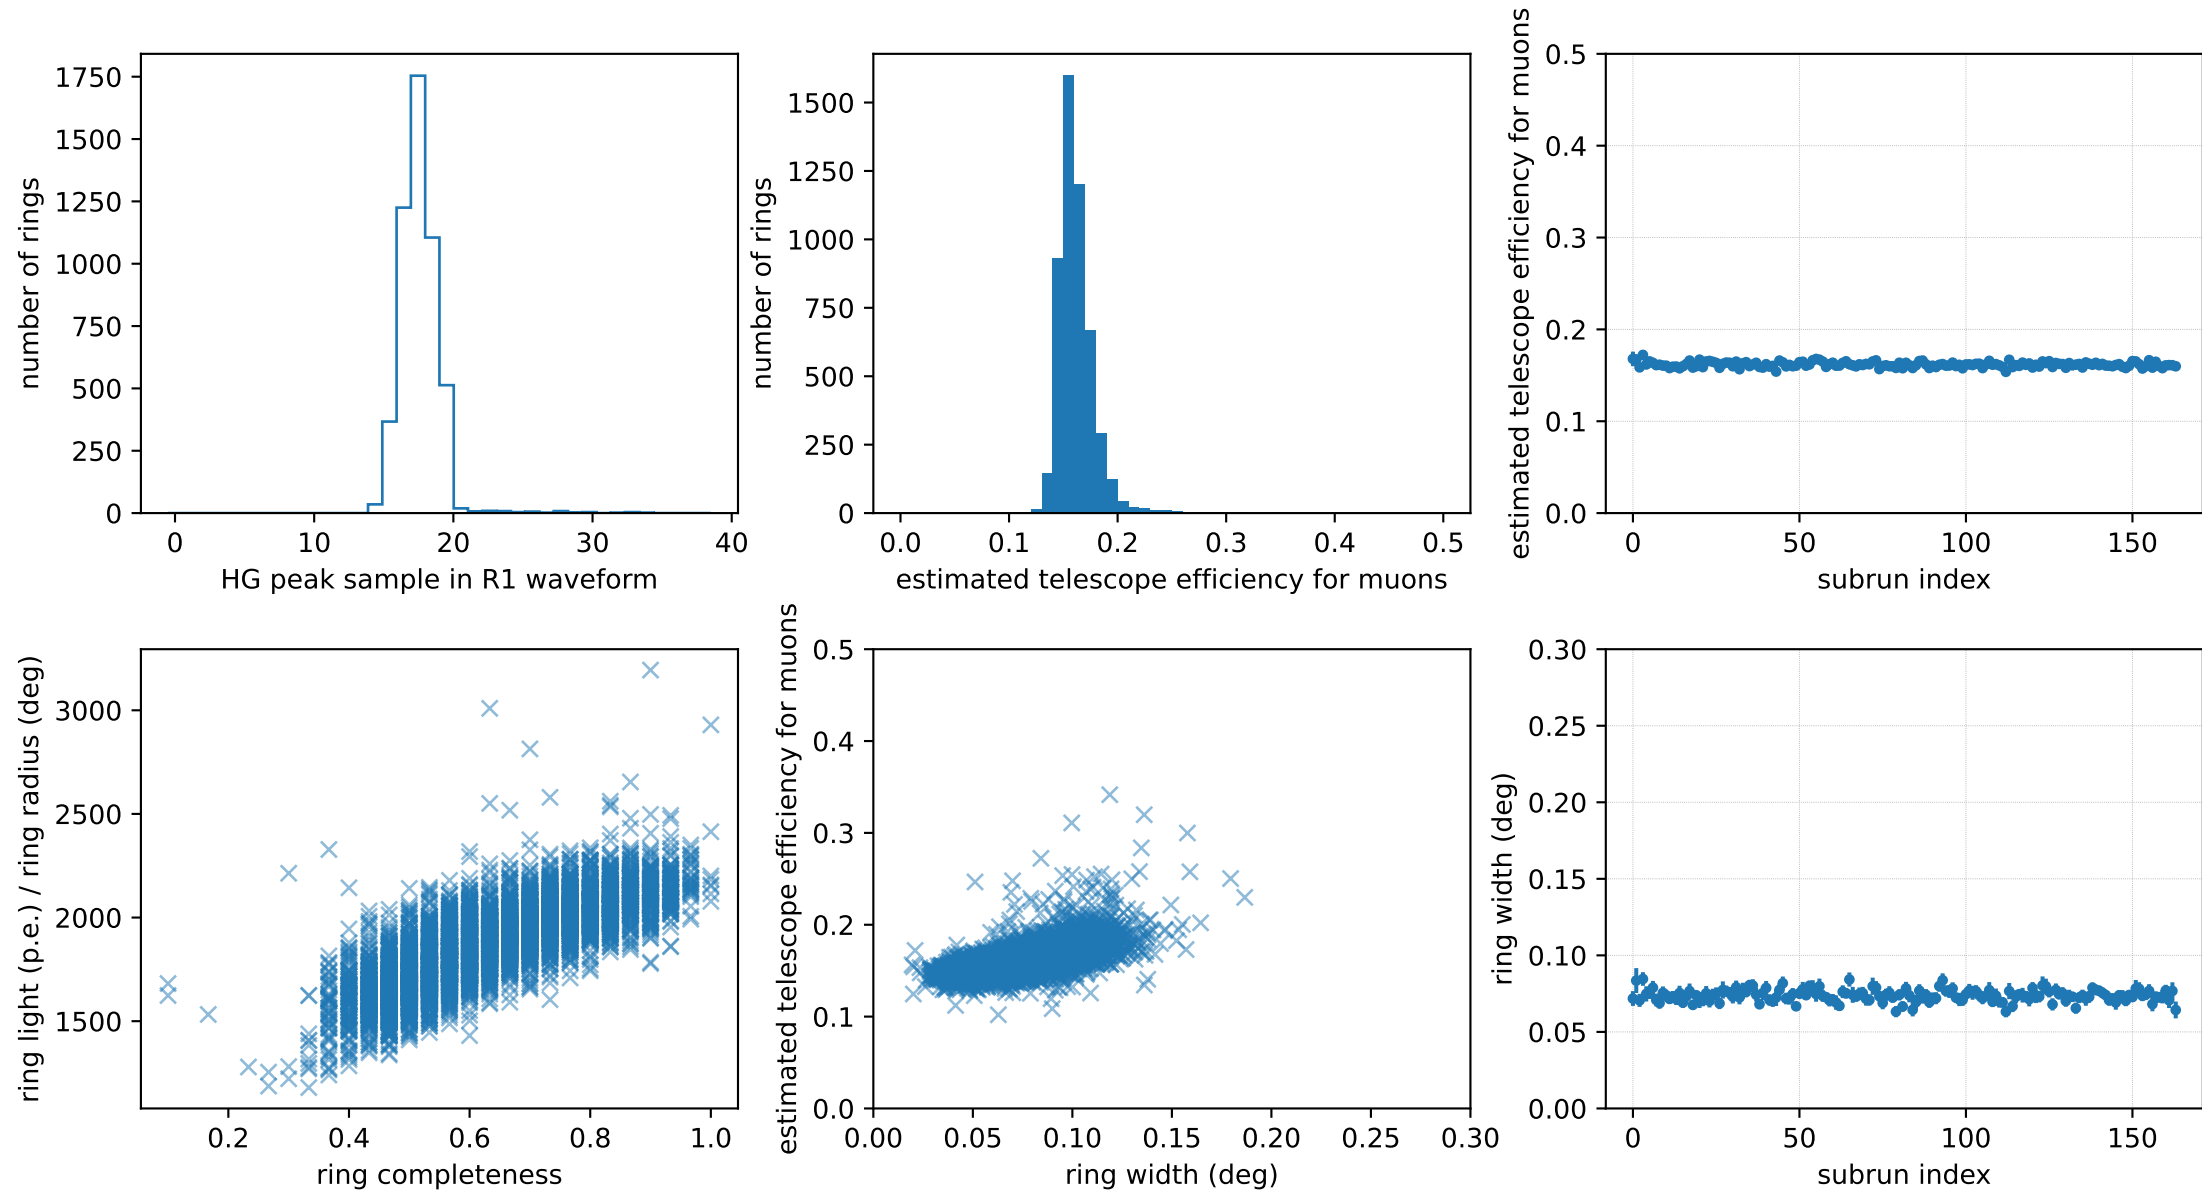 number of rings
1750
1500
1250
1000
750
500
250
0
0 10 20 30 40
HG peak sample in R1 waveform
number of rings
1500
1250
1000
750
500
250
0
0.0 0.1 0.2 0.3 0.4 0.5
estimated telescope efficiency for muons
estimated telescope efficiency for muons
0.5
0.4
0.3
0.2
0.1
0.0
0 50 100 150
subrun index
ring light (p.e.) / ring radius (deg)
3000
2500
2000
1500
0.2 0.4 0.6 0.8 1.0
ring completeness
estimated telescope efficiency for muons
0.5
0.4
0.3
0.2
0.1
0.0
0.00 0.05 0.10 0.15 0.20 0.25 0.30
ring width (deg)
ring width (deg)
0.30
0.25
0.20
0.15
0.10
0.05
0.00
0 50 100 150
subrun index